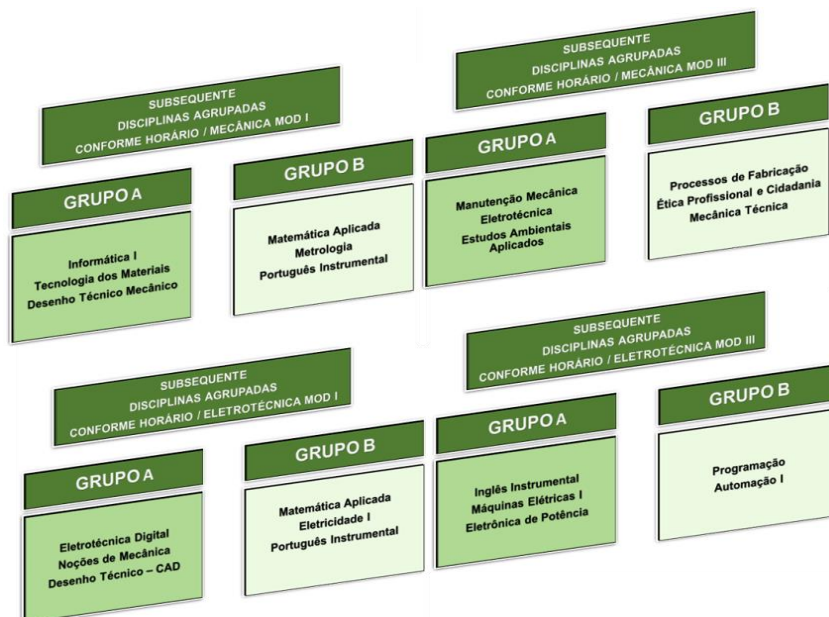 SUBSEQUENTE
DISCIPLINAS AGRUPADAS
CONFORME HORÁRIO / MECÂNICA MOD I
GRUPO A
Informática I
Tecnologia dos Materiais
Desenho Técnico Mecânico
GRUPO B
Matemática Aplicada
Metrologia
Português Instrumental
SUBSEQUENTE
DISCIPLINAS AGRUPADAS
CONFORME HORÁRIO / MECÂNICA MOD III
GRUPO A
Manutenção Mecânica
Eletrotécnica
Estudos Ambientais
Aplicados
GRUPO B
Processos de Fabricação
Ética Profissional e Cidadania
Mecânica Técnica
SUBSEQUENTE
DISCIPLINAS AGRUPADAS
CONFORME HORÁRIO / ELETROTÉCNICA MOD I
GRUPO A
Eletrotécnica Digital
Noções de Mecânica
Desenho Técnico – CAD
GRUPO B
Matemática Aplicada
Eletricidade I
Português Instrumental
SUBSEQUENTE
DISCIPLINAS AGRUPADAS
CONFORME HORÁRIO / ELETROTÉCNICA MOD III
GRUPO A
Inglês Instrumental
Máquinas Elétricas I
Eletrônica de Potência
GRUPO B
Programação
Automação I